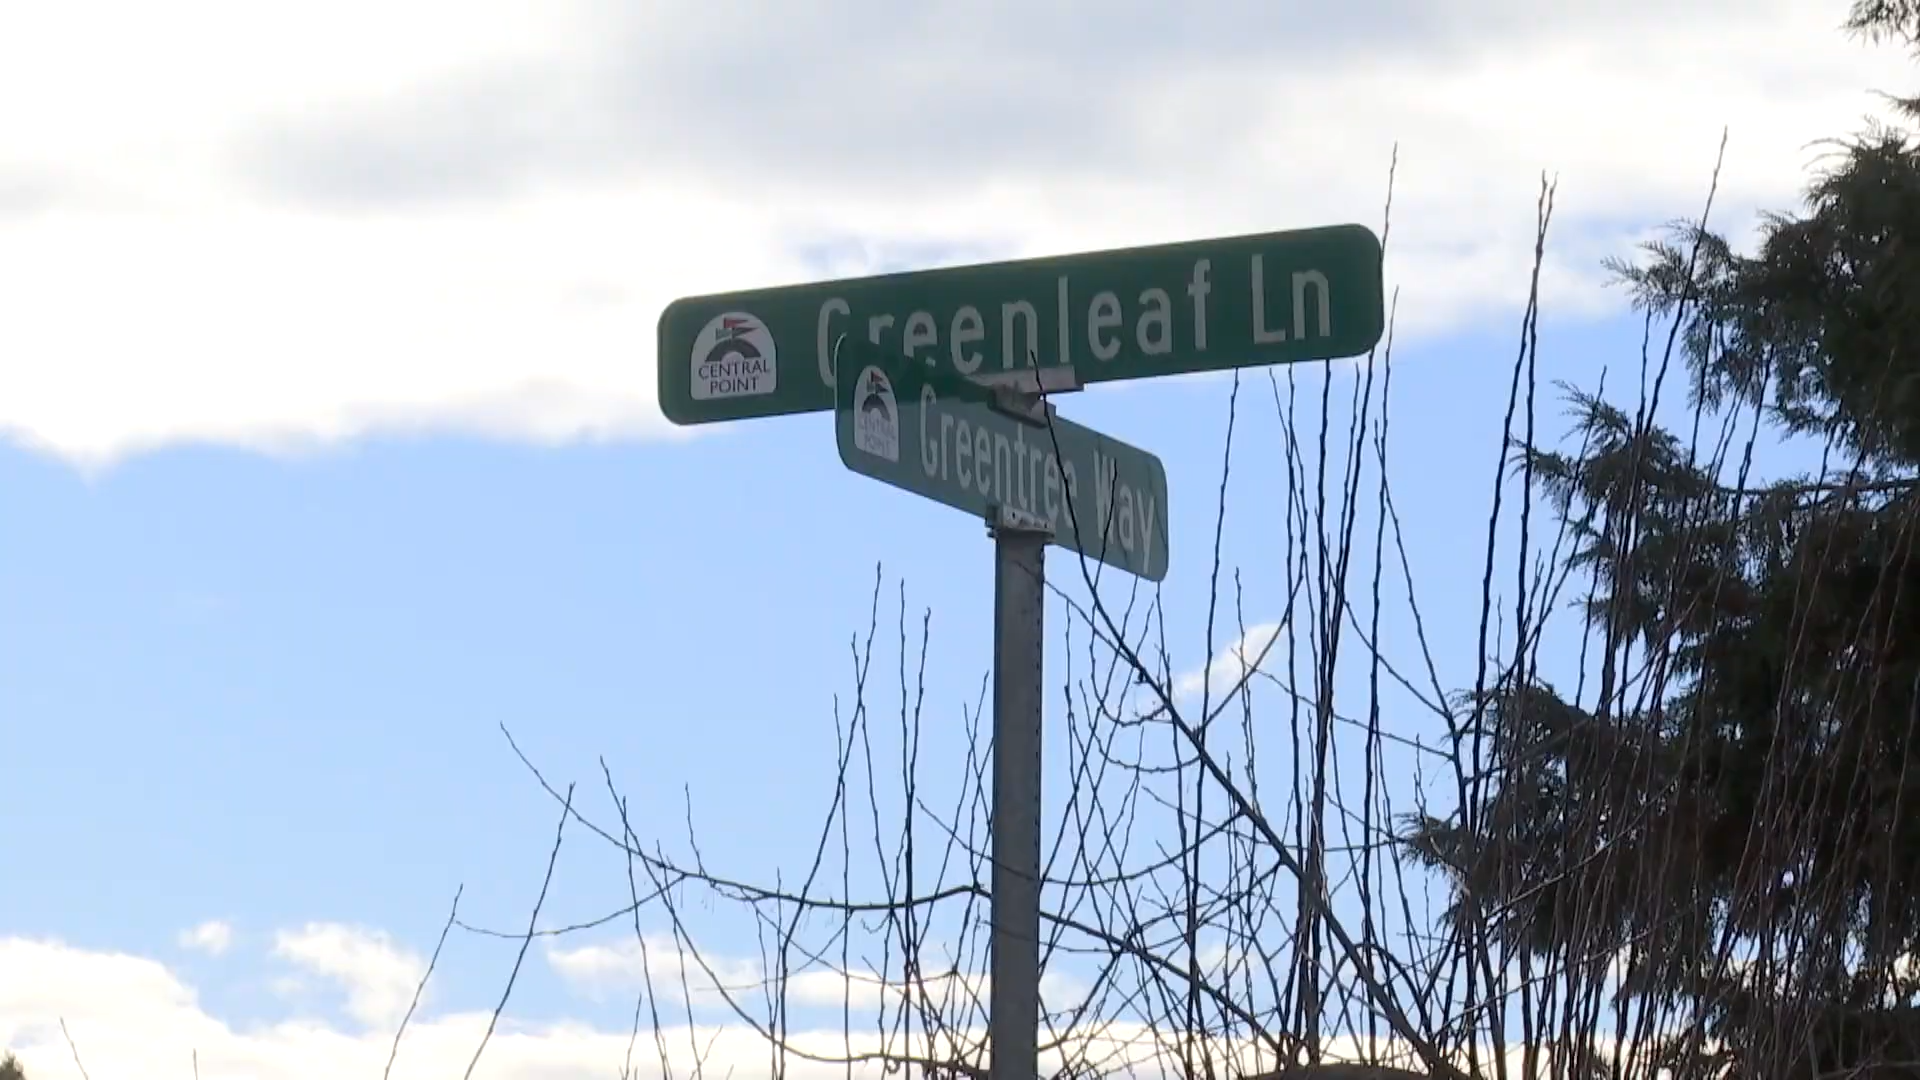 Greenleaf Ln
CENTRAL
POINT
Greentree Way
CENTRAL
POINT